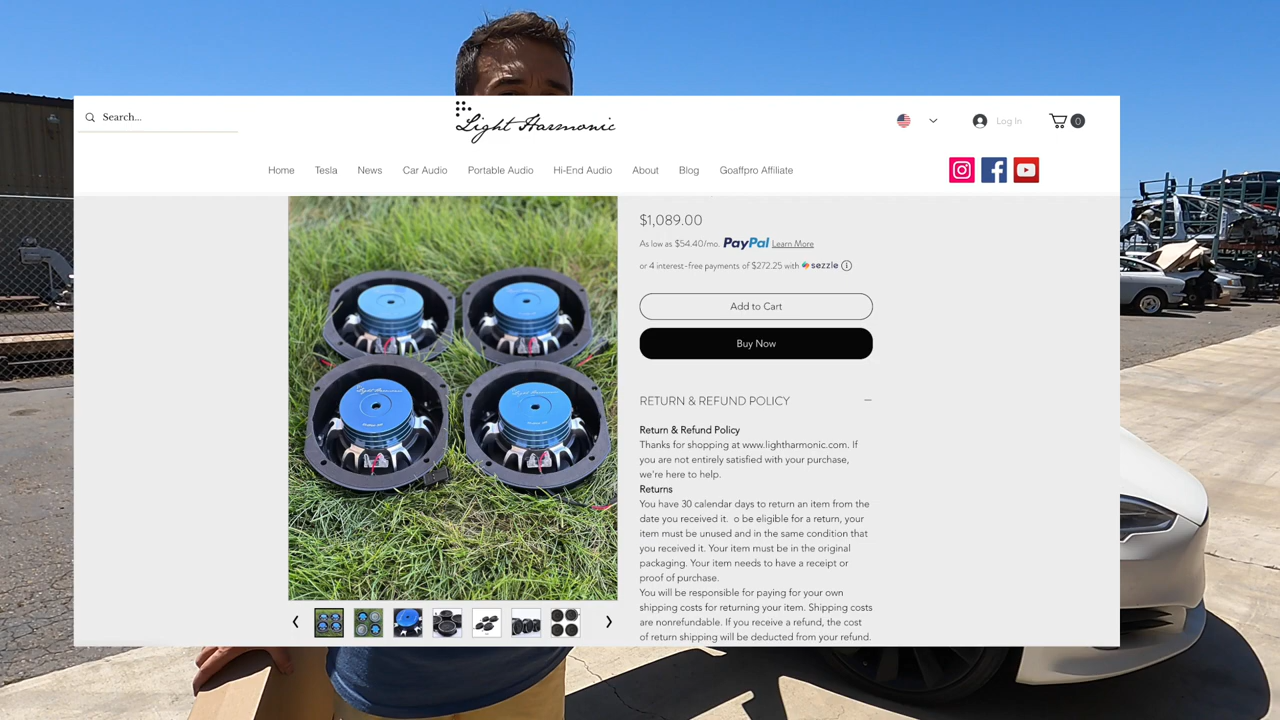 Search...
Light Harmonic
Log In
0
Home Tesla News Car Audio Portable Audio Hi-End Audio About Blog Goaffpro Affiliate
$1,089.00
As low as $54.40/mo. PayPal Learn More
or 4 interest-free payments of $272.25 with sezzle
Add to Cart
Buy Now
RETURN & REFUND POLICY
Return & Refund Policy
Thanks for shopping at www.lightharmonic.com. If
you are not entirely satisfied with your purchase,
we're here to help.
Returns
You have 30 calendar days to return an item from the
date you received it.  o be eligible for a return, your
item must be unused and in the same condition that
you received it. Your item must be in the original
packaging. Your item needs to have a receipt or
proof of purchase.
You will be responsible for paying for your own
shipping costs for returning your item. Shipping costs
are nonrefundable. If you receive a refund, the cost
of return shipping will be deducted from your refund.